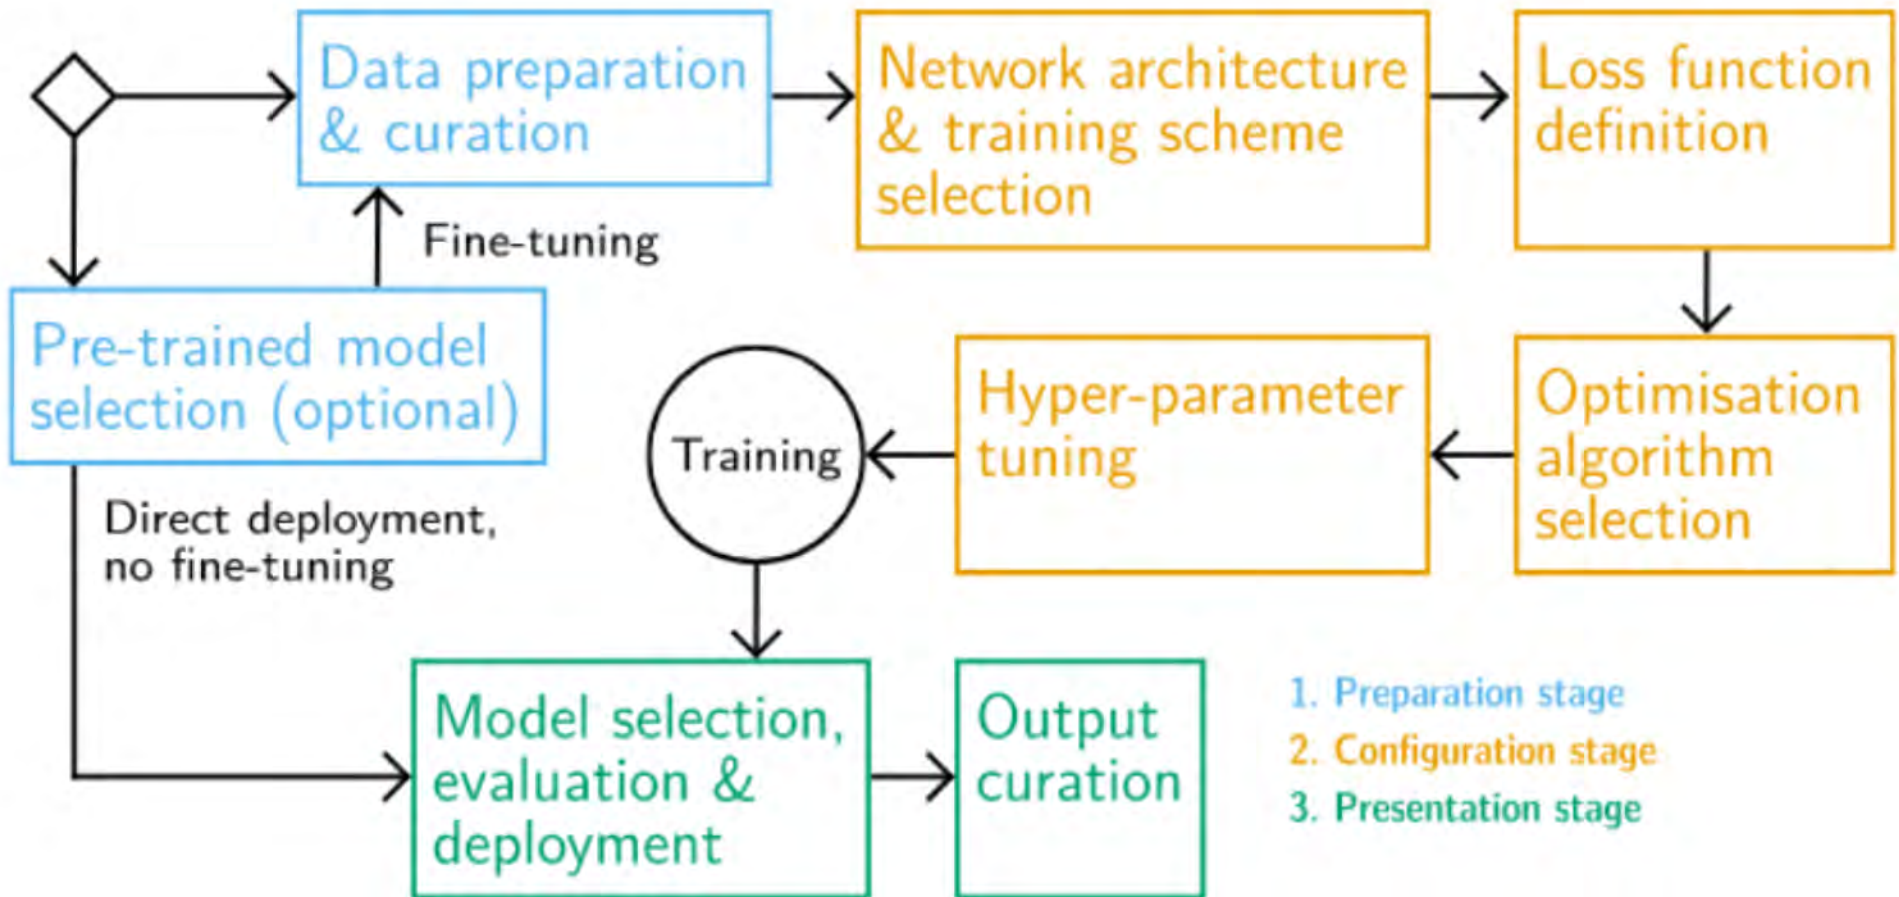 Data preparation
& curation
Network architecture
& training scheme
selection
Loss function
definition
Fine-tuning
Pre-trained model
selection (optional)
Training
Hyper-parameter
tuning
Optimisation
algorithm
selection
Direct deployment,
no fine-tuning
Model selection,
evaluation &
deployment
Output
curation
1. Preparation stage
2. Configuration stage
3. Presentation stage